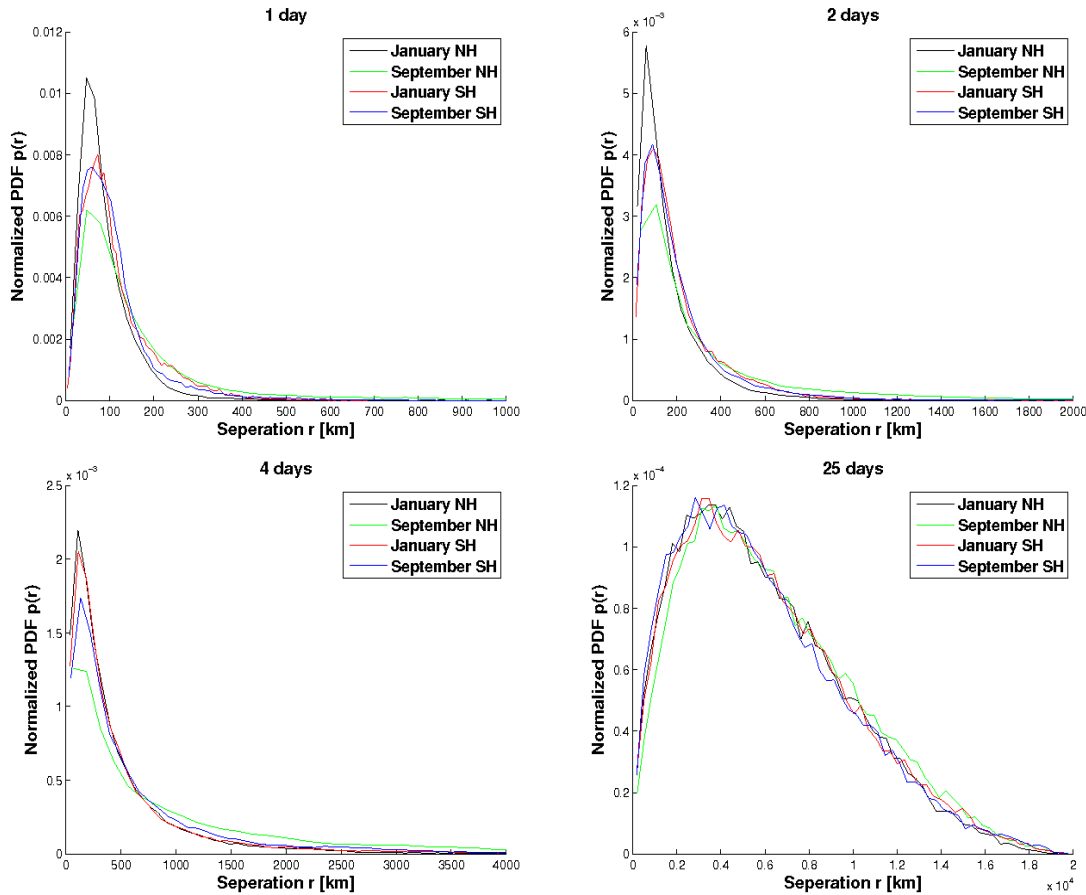 1 day
0.012
0.01
0.008
0.006
0.004
0.002
0
Normalized PDF p(r)
January NH
September NH
January SH
September SH
0 100 200 300 400 500 600 700 800 900 1000
Seperation r [km]
2 days
x 10⁻³
6
5
4
3
2
1
0
Normalized PDF p(r)
January NH
September NH
January SH
September SH
0 200 400 600 800 1000 1200 1400 1600 1800 2000
Seperation r [km]
4 days
x 10⁻³
2.5
2
1.5
1
0.5
0
Normalized PDF p(r)
January NH
September NH
January SH
September SH
0 500 1000 1500 2000 2500 3000 3500 4000
Seperation r [km]
25 days
x 10⁻⁴
1.2
1
0.8
0.6
0.4
0.2
0
Normalized PDF p(r)
January NH
September NH
January SH
September SH
0 0.2 0.4 0.6 0.8 1 1.2 1.4 1.6 1.8 2
Seperation r [km]
x 10⁴